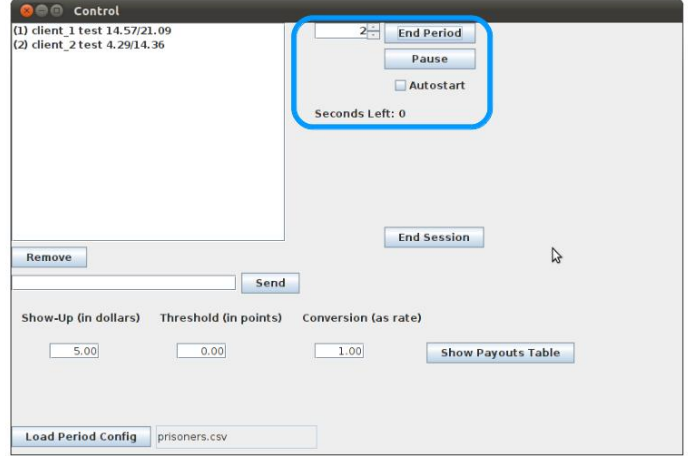 Control
(1) client_1 test 14.57/21.09
(2) client_2 test 4.29/14.36
2
End Period
Pause
Autostart
Seconds Left: 0
End Session
Remove
Send
Show-Up (in dollars) Threshold (in points) Conversion (as rate)
5.00 0.00 1.00 Show Payouts Table
Load Period Config prisoners.csv